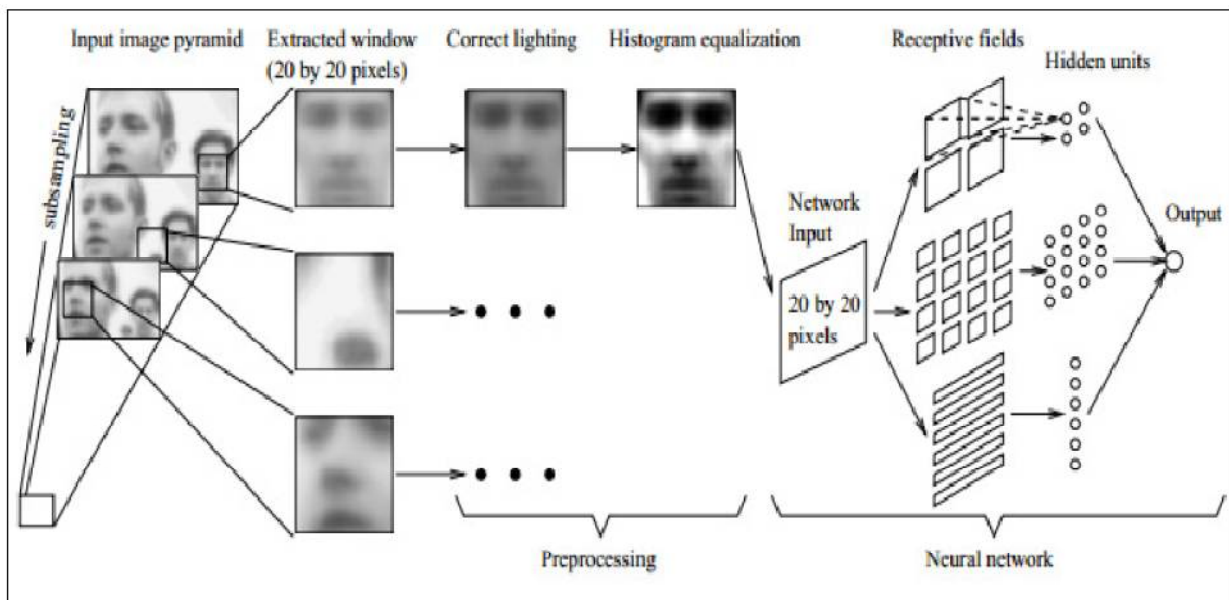 Input image pyramid
Extracted window
(20 by 20 pixels)
Correct lighting
Histogram equalization
Receptive fields
Hidden units
subsampling
Network
Input
20 by 20
pixels
Output
Preprocessing
Neural network